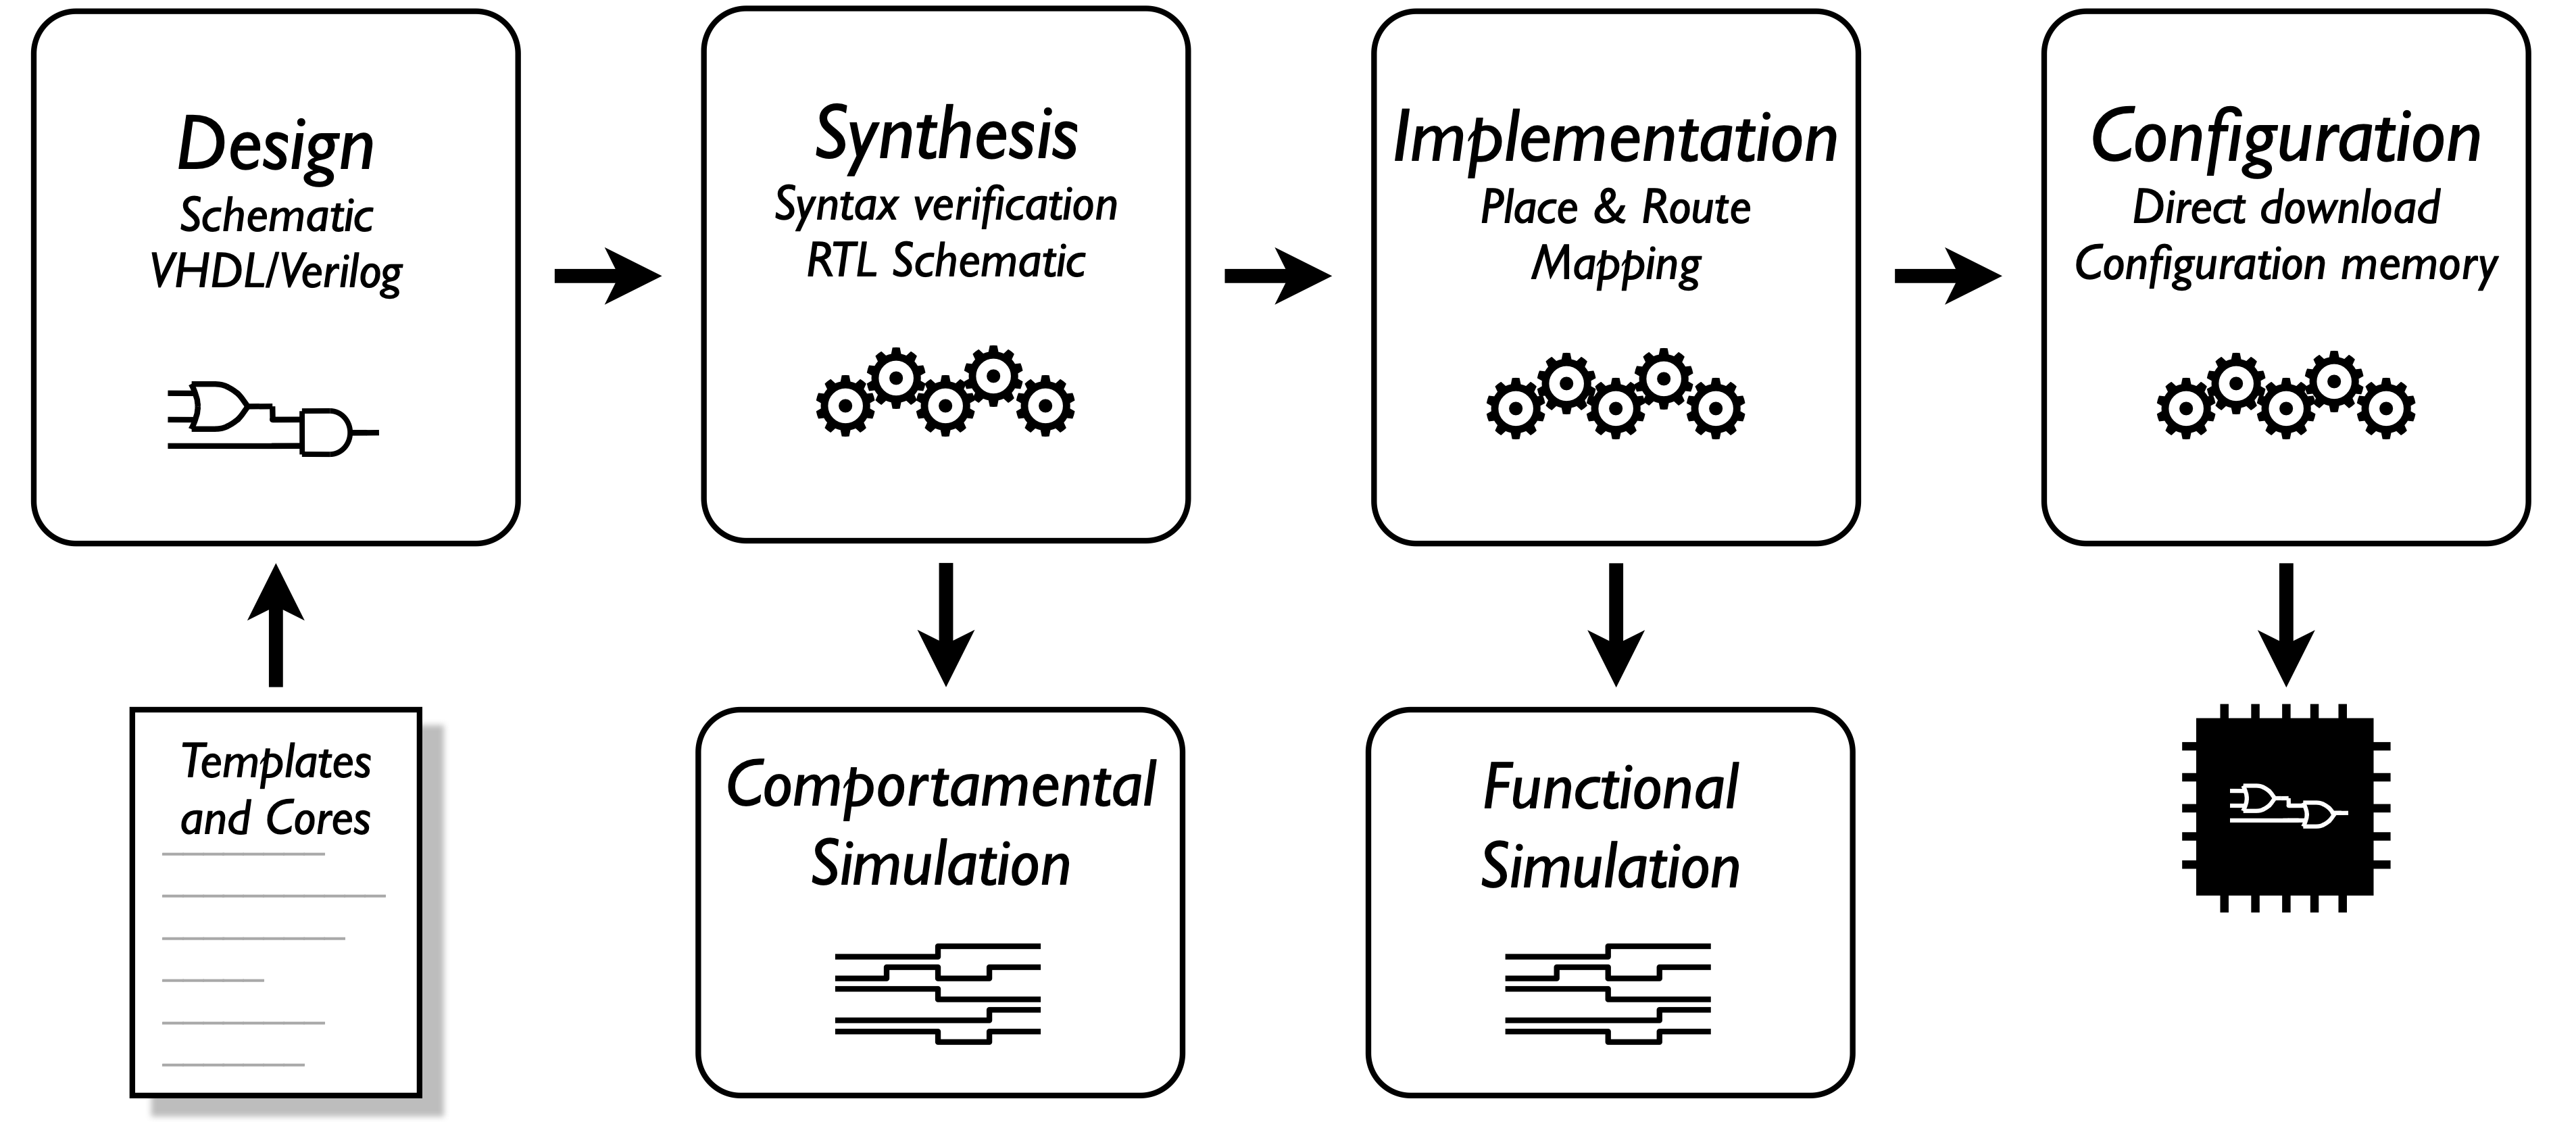 Design
Schematic
VHDL/Verilog
Synthesis
Syntax verification
RTL Schematic
Implementation
Place & Route
Mapping
Configuration
Direct download
Configuration memory
Templates
and Cores
Comportamental
Simulation
Functional
Simulation